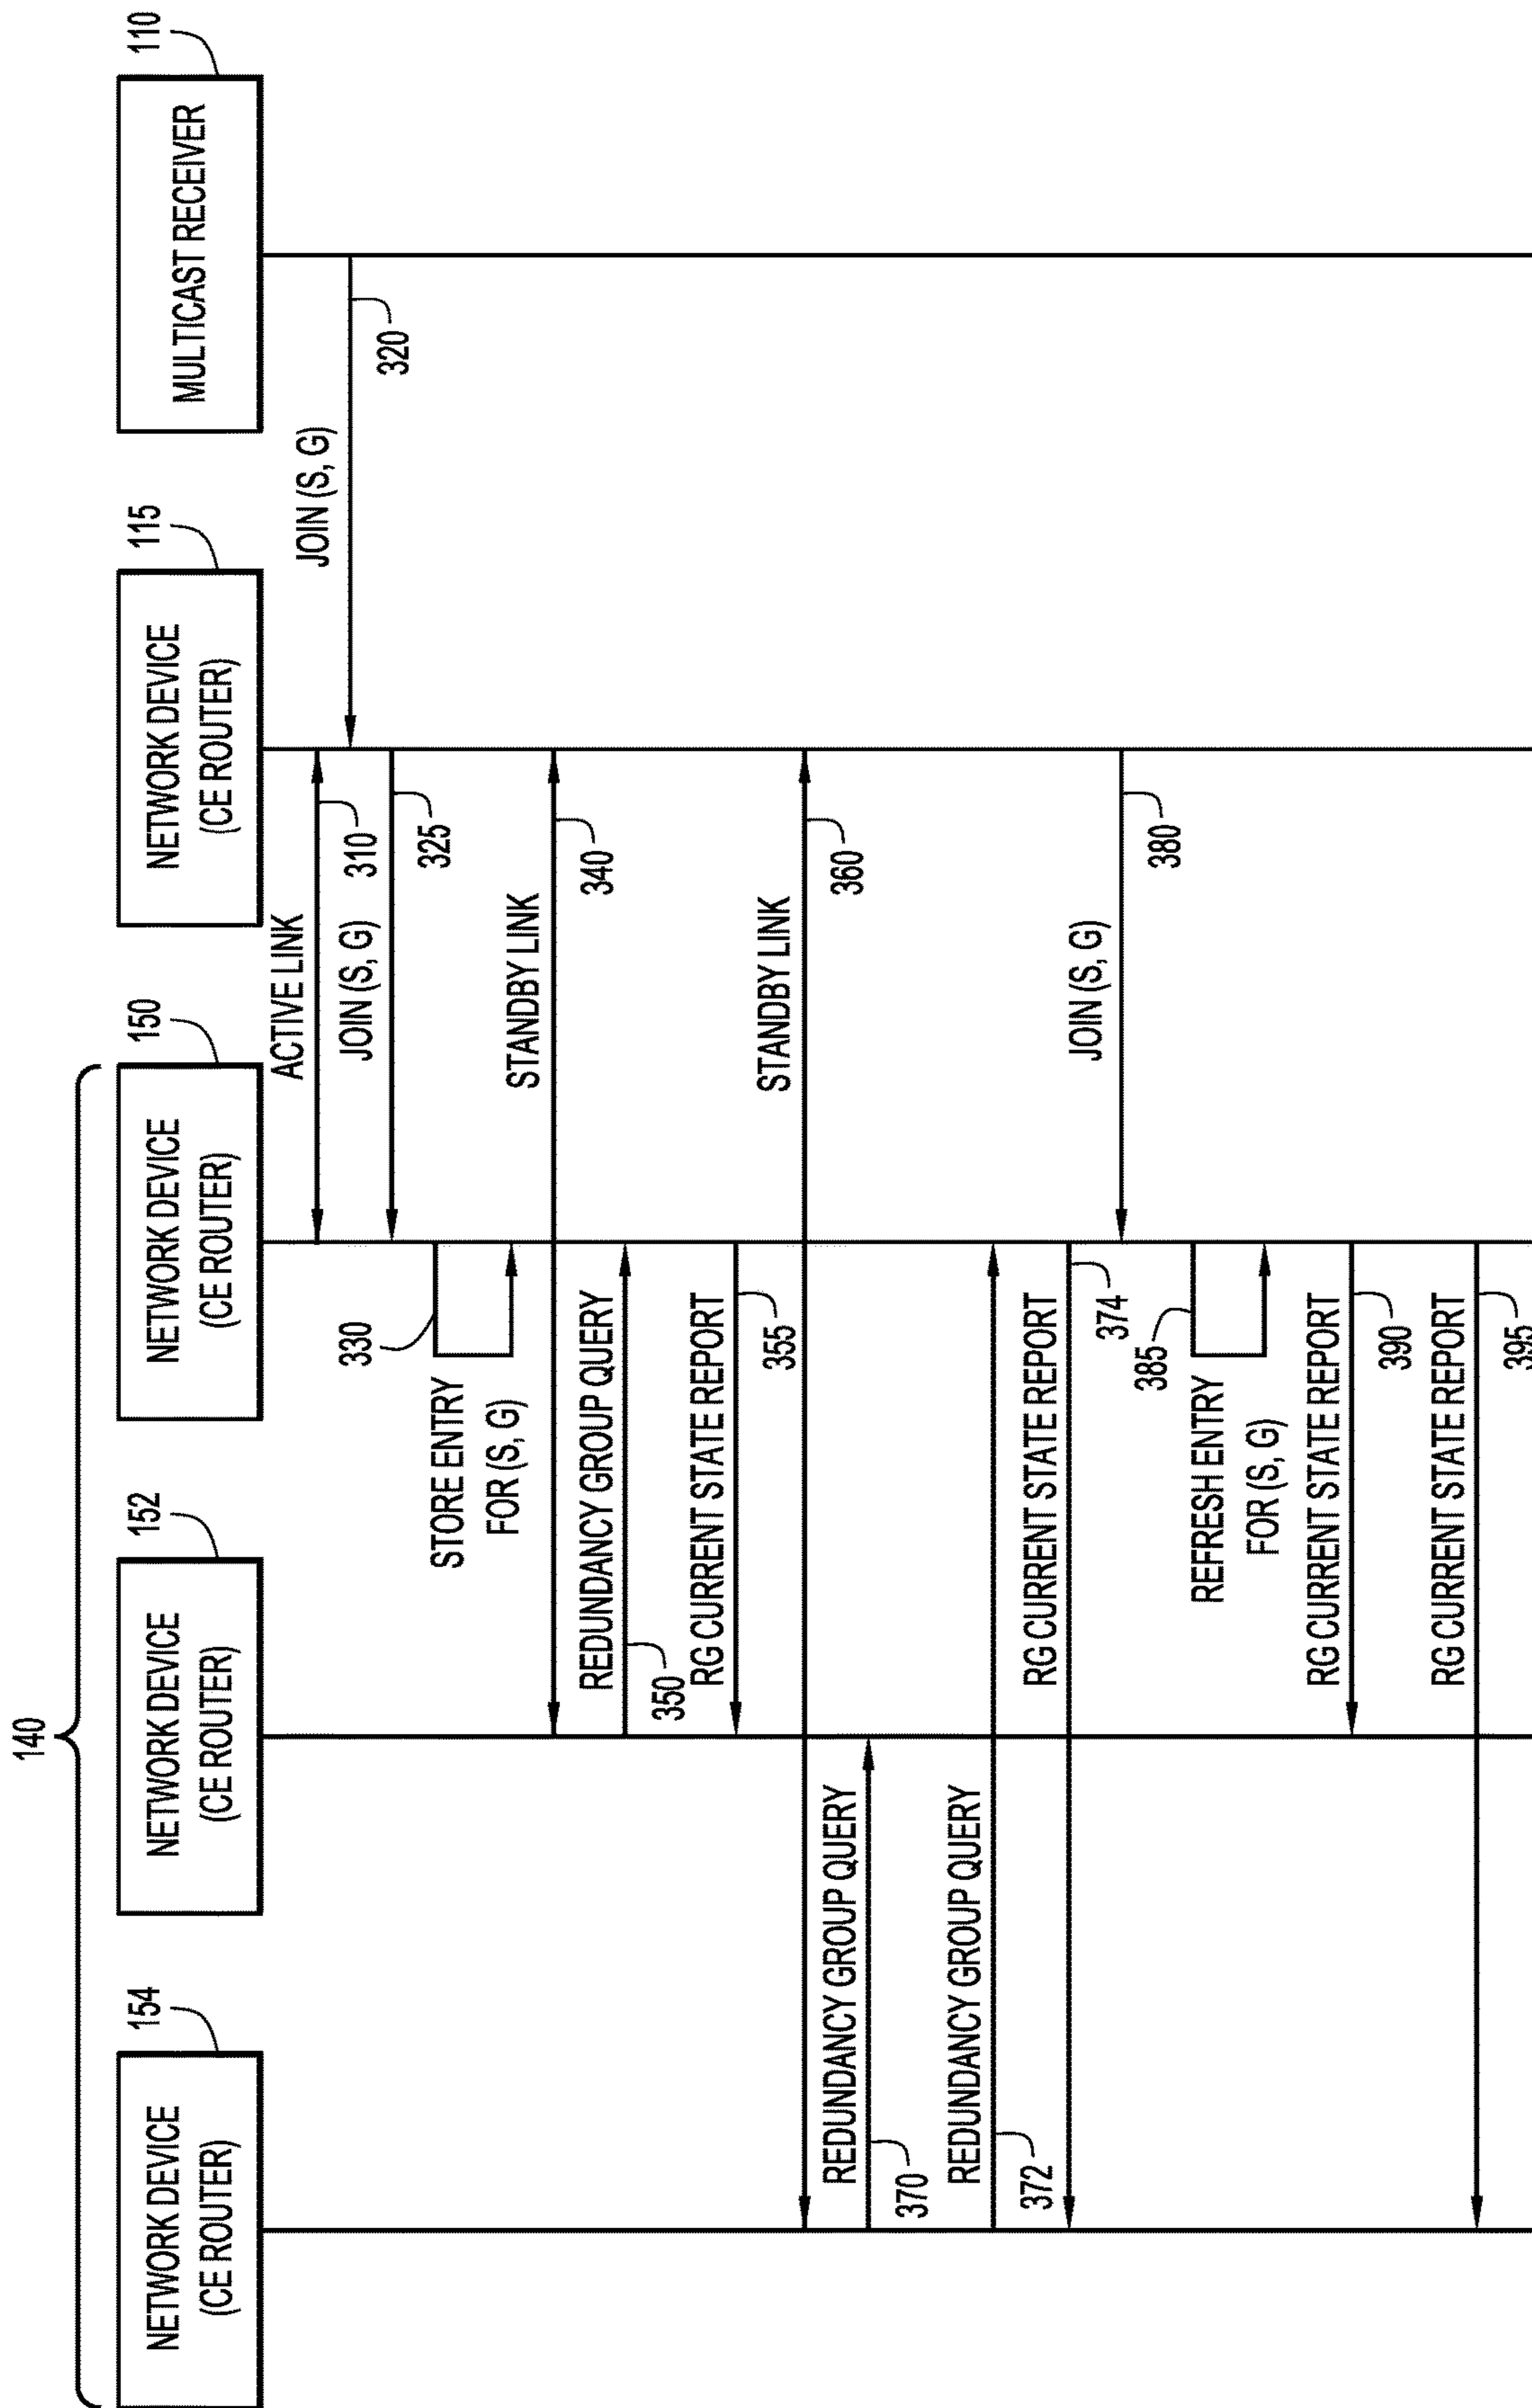 140
154
NETWORK DEVICE
(CE ROUTER)
152
NETWORK DEVICE
(CE ROUTER)
150
NETWORK DEVICE
(CE ROUTER)
115
NETWORK DEVICE
(CE ROUTER)
110
MULTICAST RECEIVER
ACTIVE LINK
310
JOIN (S, G)
320
JOIN (S, G)
325
330
STORE ENTRY
FOR (S, G)
STANDBY LINK
340
REDUNDANCY GROUP QUERY
350
RG CURRENT STATE REPORT
355
STANDBY LINK
360
REDUNDANCY GROUP QUERY
370
REDUNDANCY GROUP QUERY
372
RG CURRENT STATE REPORT
374
JOIN (S, G)
380
385
REFRESH ENTRY
FOR (S, G)
RG CURRENT STATE REPORT
390
RG CURRENT STATE REPORT
395